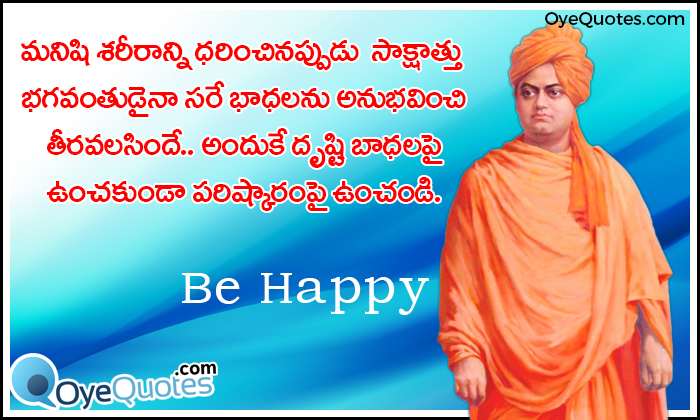 OyeQuotes.com
మనిషి శరీరాన్ని ధరించినప్పుడు సాక్షాత్తు
భగవంతుడైనా సరే భాధలను అనుభవించి
తీరవలసిందే.. అందుకే దృష్టి బాధలపై
ఉంచకుండా పరిష్కారంపై ఉంచండి.
Be Happy
OyeQuotes.com